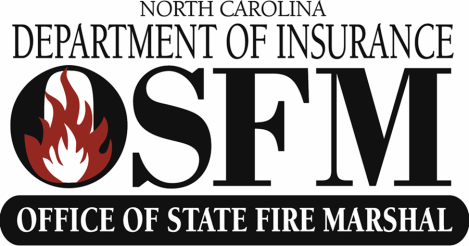 NORTH CAROLINA
DEPARTMENT OF INSURANCE
OSFM
OFFICE OF STATE FIRE MARSHAL